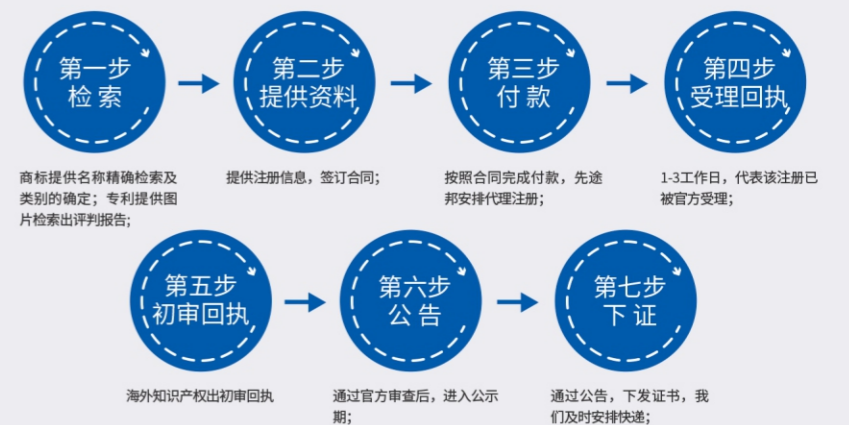 第一步
检索
第二步
提供资料
第三步
付款
第四步
受理回执
商标提供名称精确检索及
类别的确定；专利提供图
片检索出评判报告;
提供注册信息，签订合同;
按照合同完成付款，先途
邦安排代理注册；
1-3工作日，代表该注册已
被官方受理；
第五步
初审回执
第六步
公告
第七步
下证
海外知识产权出初审回执
通过官方审查后，进入公示
期；
通过公告，下发证书，我
们及时安排快递；